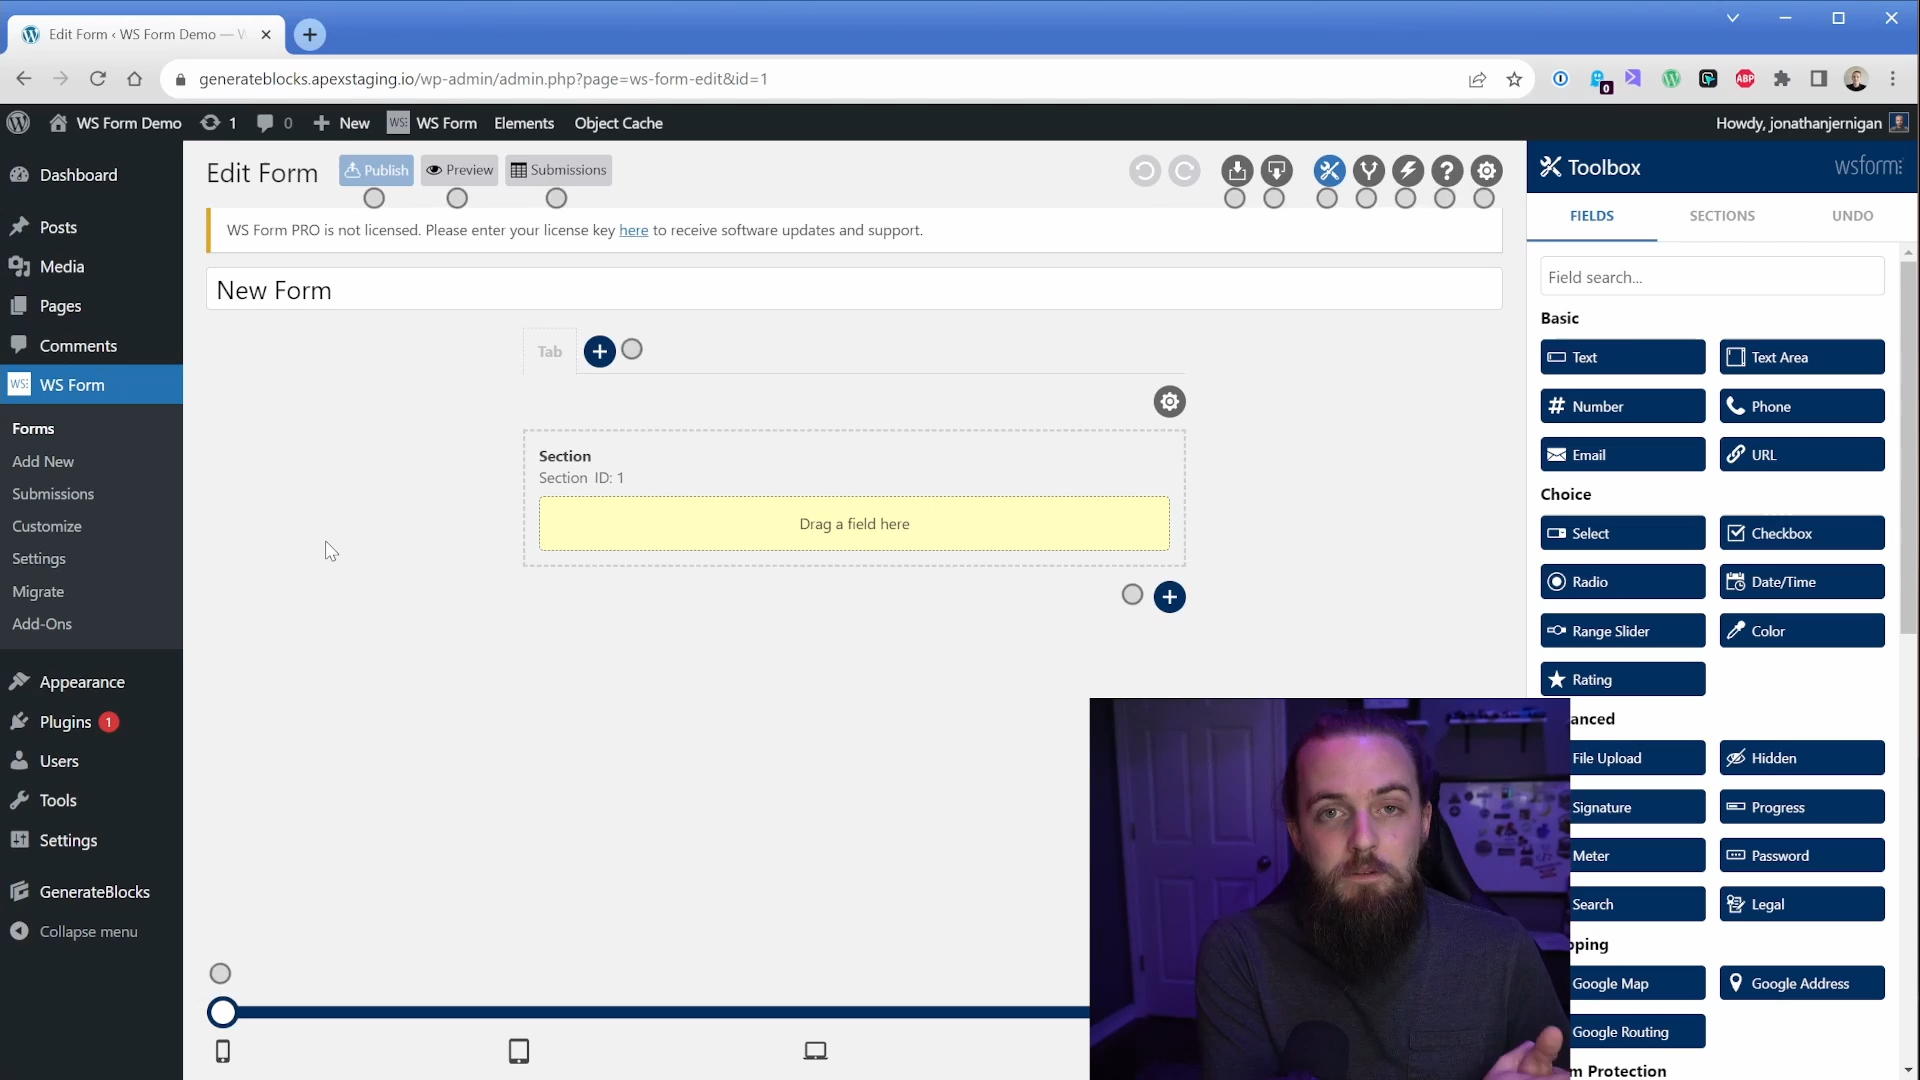 Edit Form ‹ WS Form Demo —
generateblocks.apexstaging.io/wp-admin/admin.php?page=ws-form-edit&id=1
0
ABP
WS Form Demo
1
0
New
WS:
WS Form
Elements
Object Cache
Howdy, jonathanjernigan
Dashboard
Posts
Media
Pages
Comments
WS: WS Form
Forms
Add New
Submissions
Customize
Settings
Migrate
Add-Ons
Appearance
Plugins 1
Users
Tools
Settings
GenerateBlocks
Collapse menu
Edit Form
Publish
Preview
Submissions
WS Form PRO is not licensed. Please enter your license key here to receive software updates and support.
New Form
Tab
Section
Section ID: 1
Drag a field here
Toolbox
wsform
FIELDS SECTIONS UNDO
Field search...
Basic
Text Text Area
Number Phone
Email URL
Choice
Select Checkbox
Radio Date/Time
Range Slider Color
Rating
anced
File Upload Hidden
Signature Progress
Meter Password
Search Legal
pping
Google Map Google Address
Google Routing
m Protection